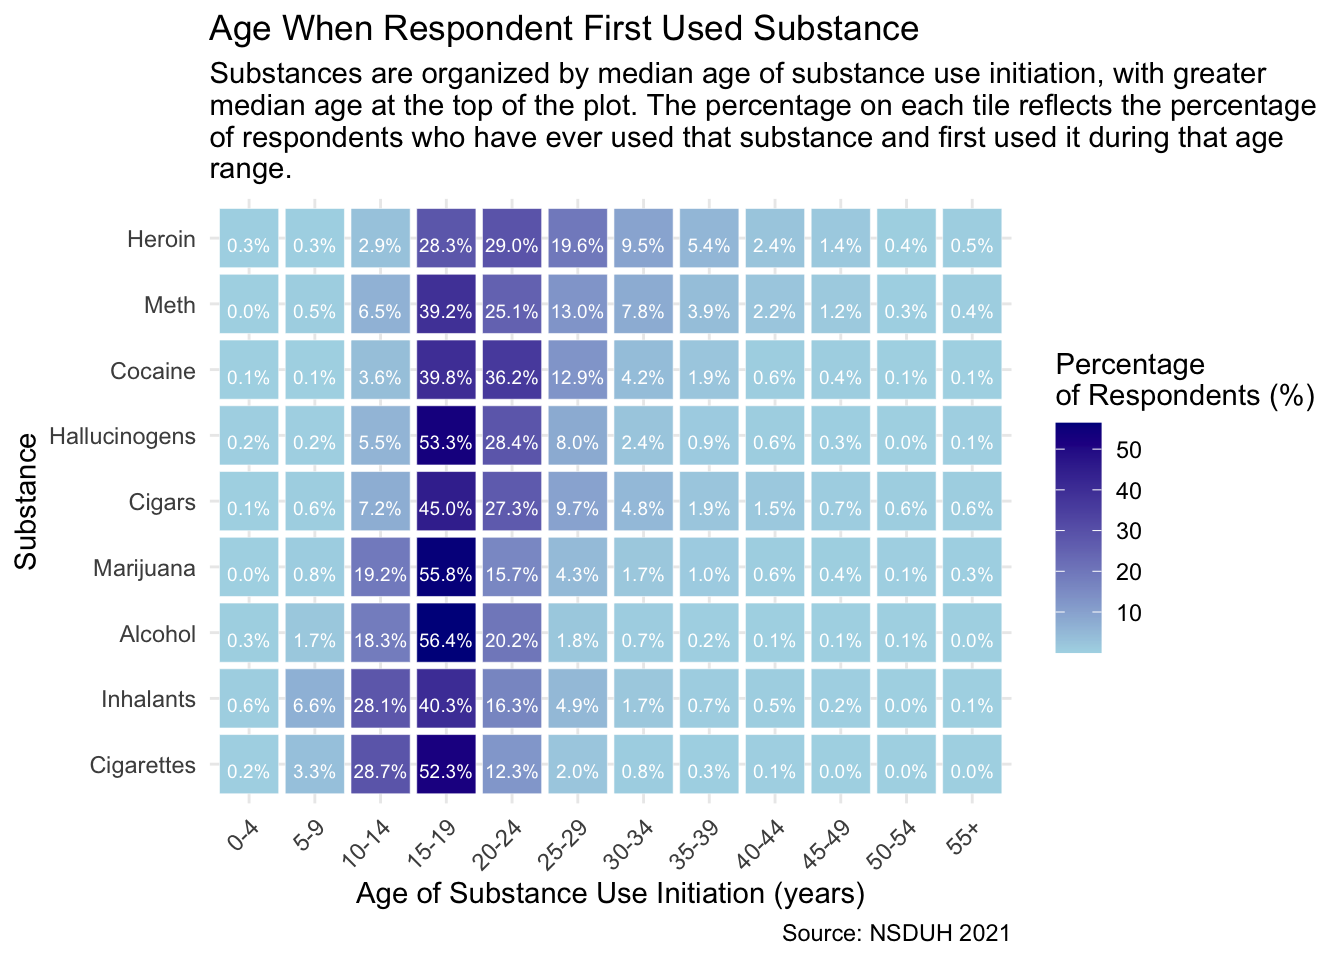 Age When Respondent First Used Substance
Substances are organized by median age of substance use initiation, with greater
median age at the top of the plot. The percentage on each tile reflects the percentage
of respondents who have ever used that substance and first used it during that age
range.
Substance
Heroin 0.3% 0.3% 2.9% 28.3% 29.0% 19.6% 9.5% 5.4% 2.4% 1.4% 0.4% 0.5%
Meth 0.0% 0.5% 6.5% 39.2% 25.1% 13.0% 7.8% 3.9% 2.2% 1.2% 0.3% 0.4%
Cocaine 0.1% 0.1% 3.6% 39.8% 36.2% 12.9% 4.2% 1.9% 0.6% 0.4% 0.1% 0.1%
Hallucinogens 0.2% 0.2% 5.5% 53.3% 28.4% 8.0% 2.4% 0.9% 0.6% 0.3% 0.0% 0.1%
Cigars 0.1% 0.6% 7.2% 45.0% 27.3% 9.7% 4.8% 1.9% 1.5% 0.7% 0.6% 0.6%
Marijuana 0.0% 0.8% 19.2% 55.8% 15.7% 4.3% 1.7% 1.0% 0.6% 0.4% 0.1% 0.3%
Alcohol 0.3% 1.7% 18.3% 56.4% 20.2% 1.8% 0.7% 0.2% 0.1% 0.1% 0.1% 0.0%
Inhalants 0.6% 6.6% 28.1% 40.3% 16.3% 4.9% 1.7% 0.7% 0.5% 0.2% 0.0% 0.1%
Cigarettes 0.2% 3.3% 28.7% 52.3% 12.3% 2.0% 0.8% 0.3% 0.1% 0.0% 0.0% 0.0%
0-4 5-9 10-14 15-19 20-24 25-29 30-34 35-39 40-44 45-49 50-54 55+
Age of Substance Use Initiation (years)
Percentage
of Respondents (%)
50
40
30
20
10
Source: NSDUH 2021